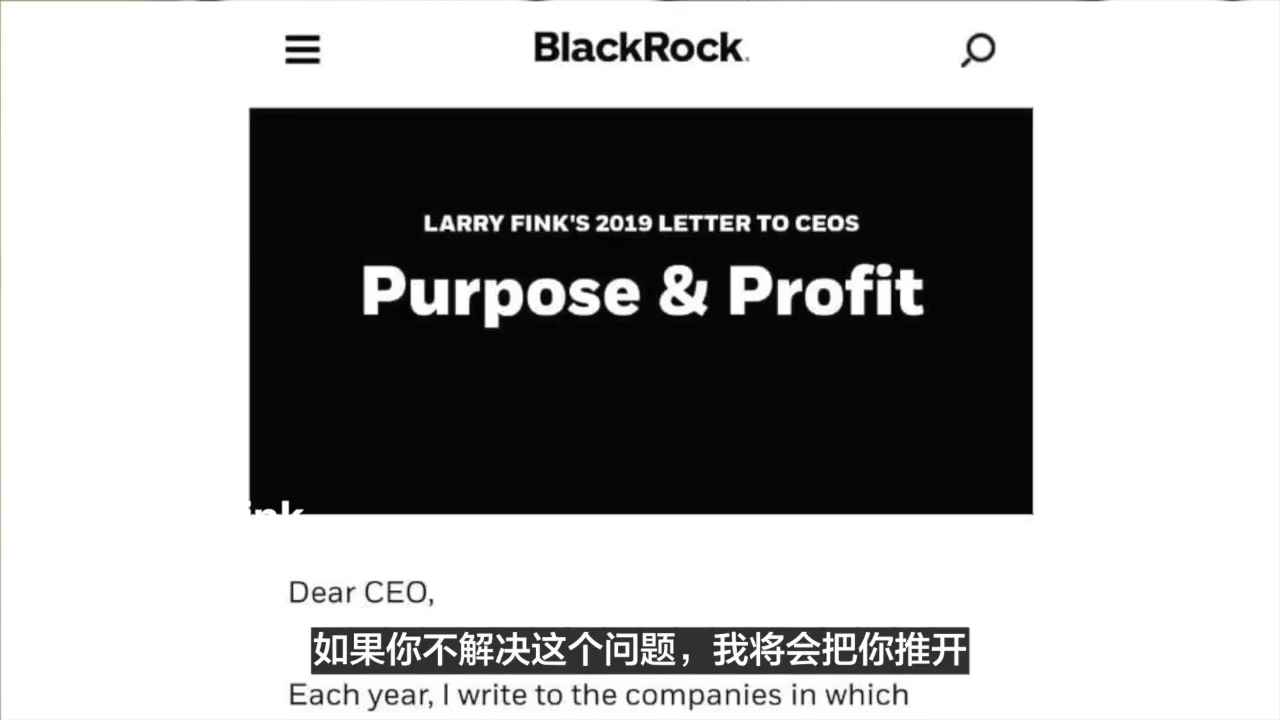 BlackRock.
LARRY FINK'S 2019 LETTER TO CEOS
Purpose & Profit
ink
Dear CEO,
如果你不解决这个问题，我将会把你推开
Each year, I write to the companies in which